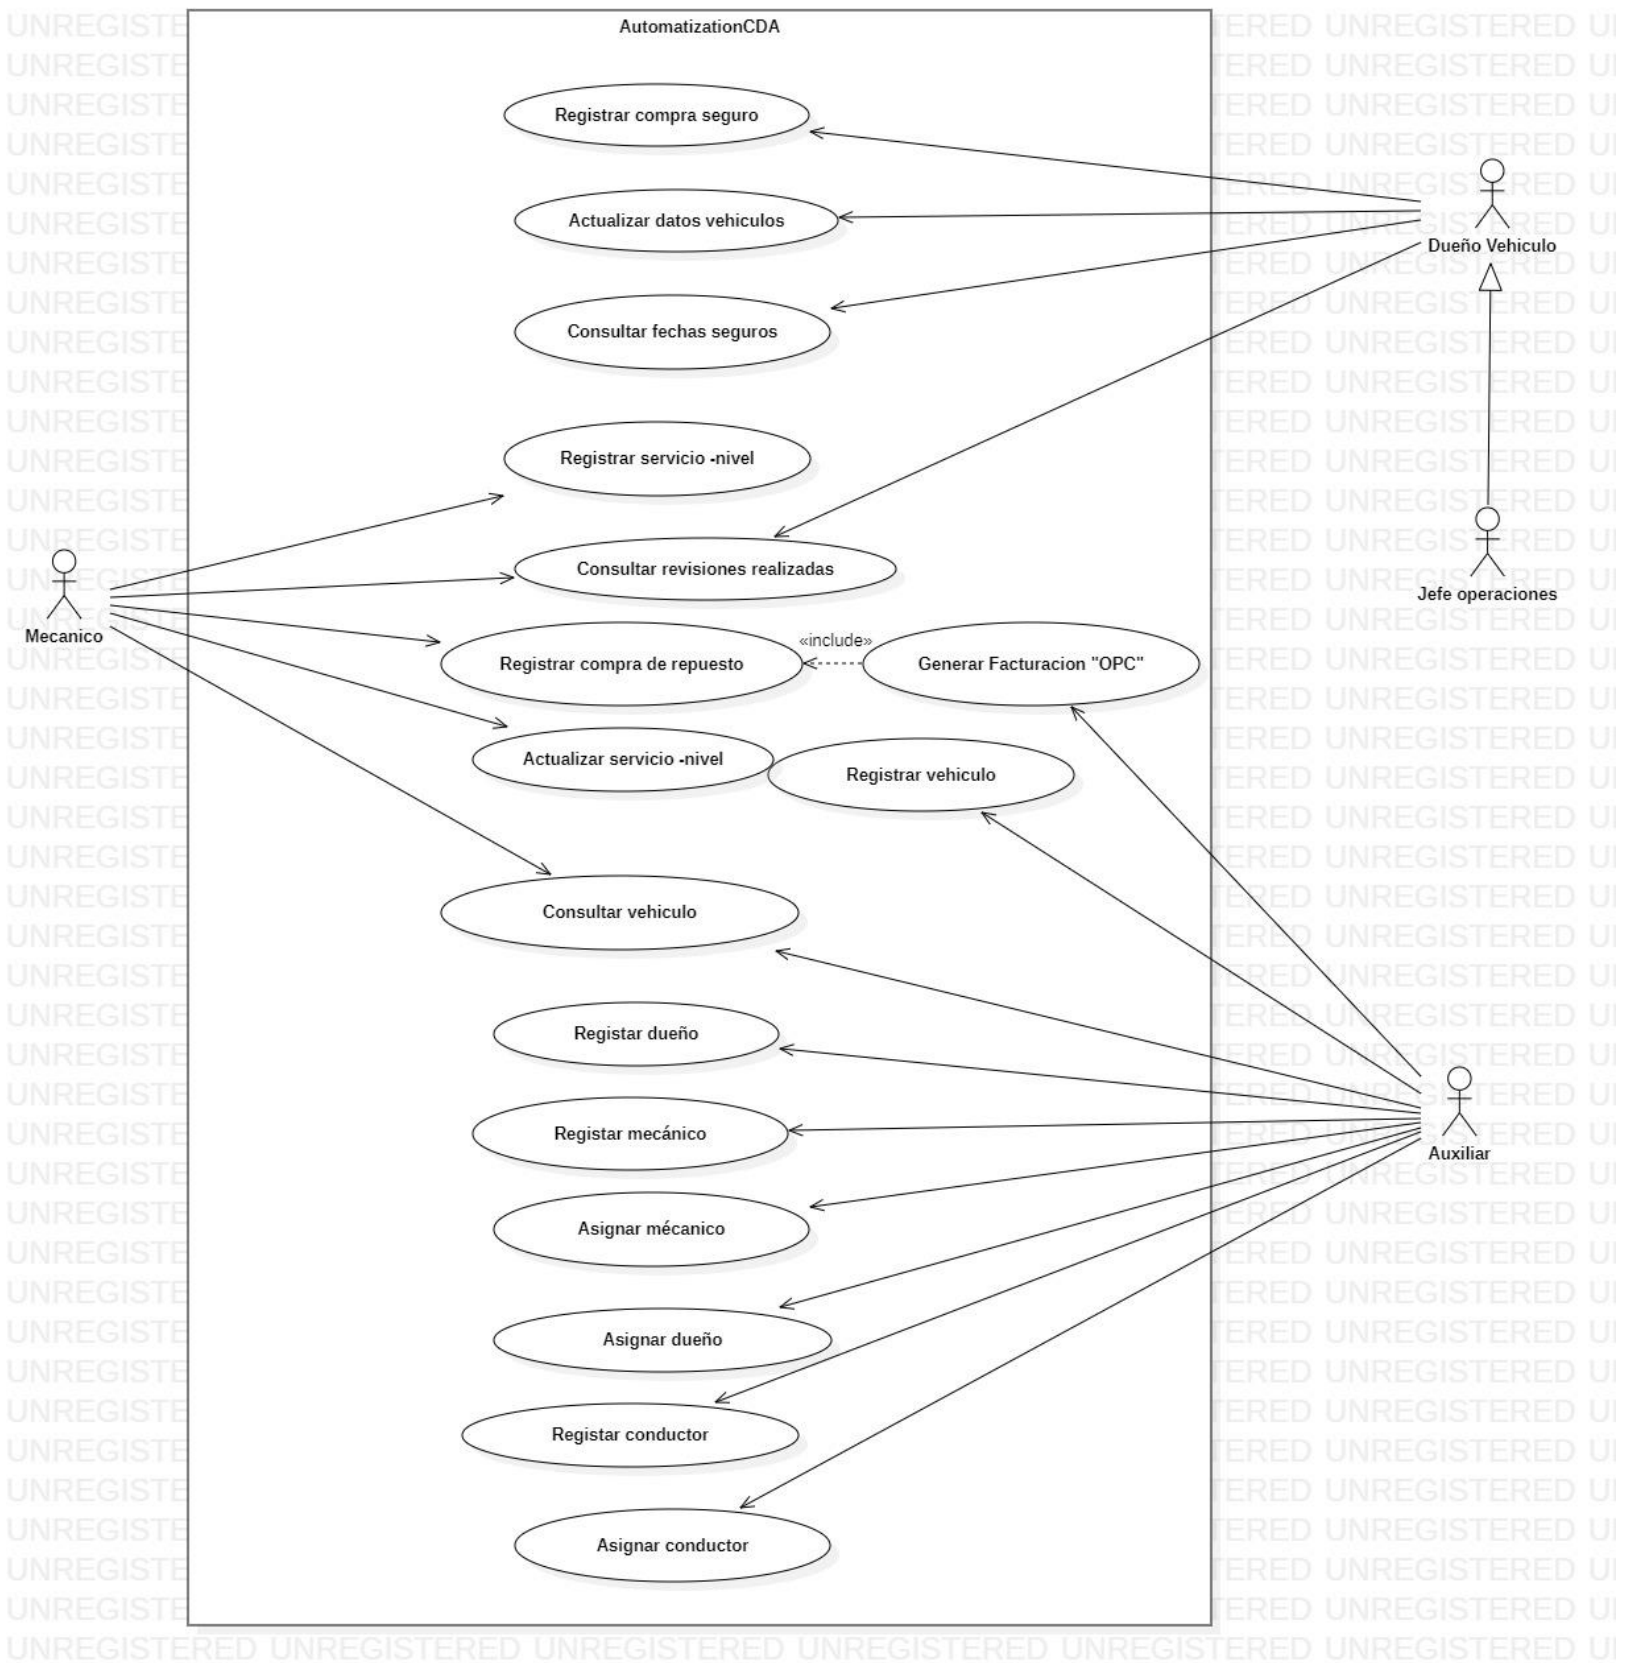 AutomatizationCDA
Registrar compra seguro
Actualizar datos vehiculos
Dueño Vehiculo
Consultar fechas seguros
Registrar servicio -nivel
Consultar revisiones realizadas
Jefe operaciones
Mecanico
«include»
Registrar compra de repuesto
Generar Facturacion "OPC"
Actualizar servicio -nivel
Registrar vehiculo
Consultar vehiculo
Registar dueño
Registar mecánico
Auxiliar
Asignar mécanico
Asignar dueño
Registar conductor
Asignar conductor
UNREGISTERED UNREGISTERED UNREGISTERED UNREGISTERED UNREGISTERED UNREGISTERED UI